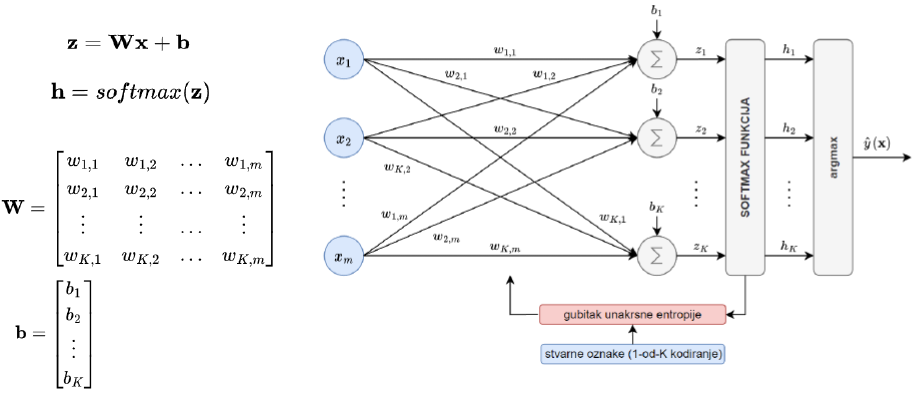 z = Wx + b
h = softmax(z)
W = [w1,1 w1,2 … w1,m
w2,1 w2,2 … w2,m
⋮ ⋮ … ⋮
wK,1 wK,2 … wK,m]
b = [b1
b2
⋮
bK]
b1
x1 w1,1 ∑ z1 h1
w2,1 w1,2
b2
x2 w2,2 ∑ z2 h2
wK,2
⋮ ⋮ ⋮
w1,m wK,1 bK
w2,m
xm wK,m ∑ zK hK
SOFTMAX FUNKCIJA
argmax
ŷ(x)
gubitak unakrsne entropije
stvarne oznake (1-od-K kodiranje)